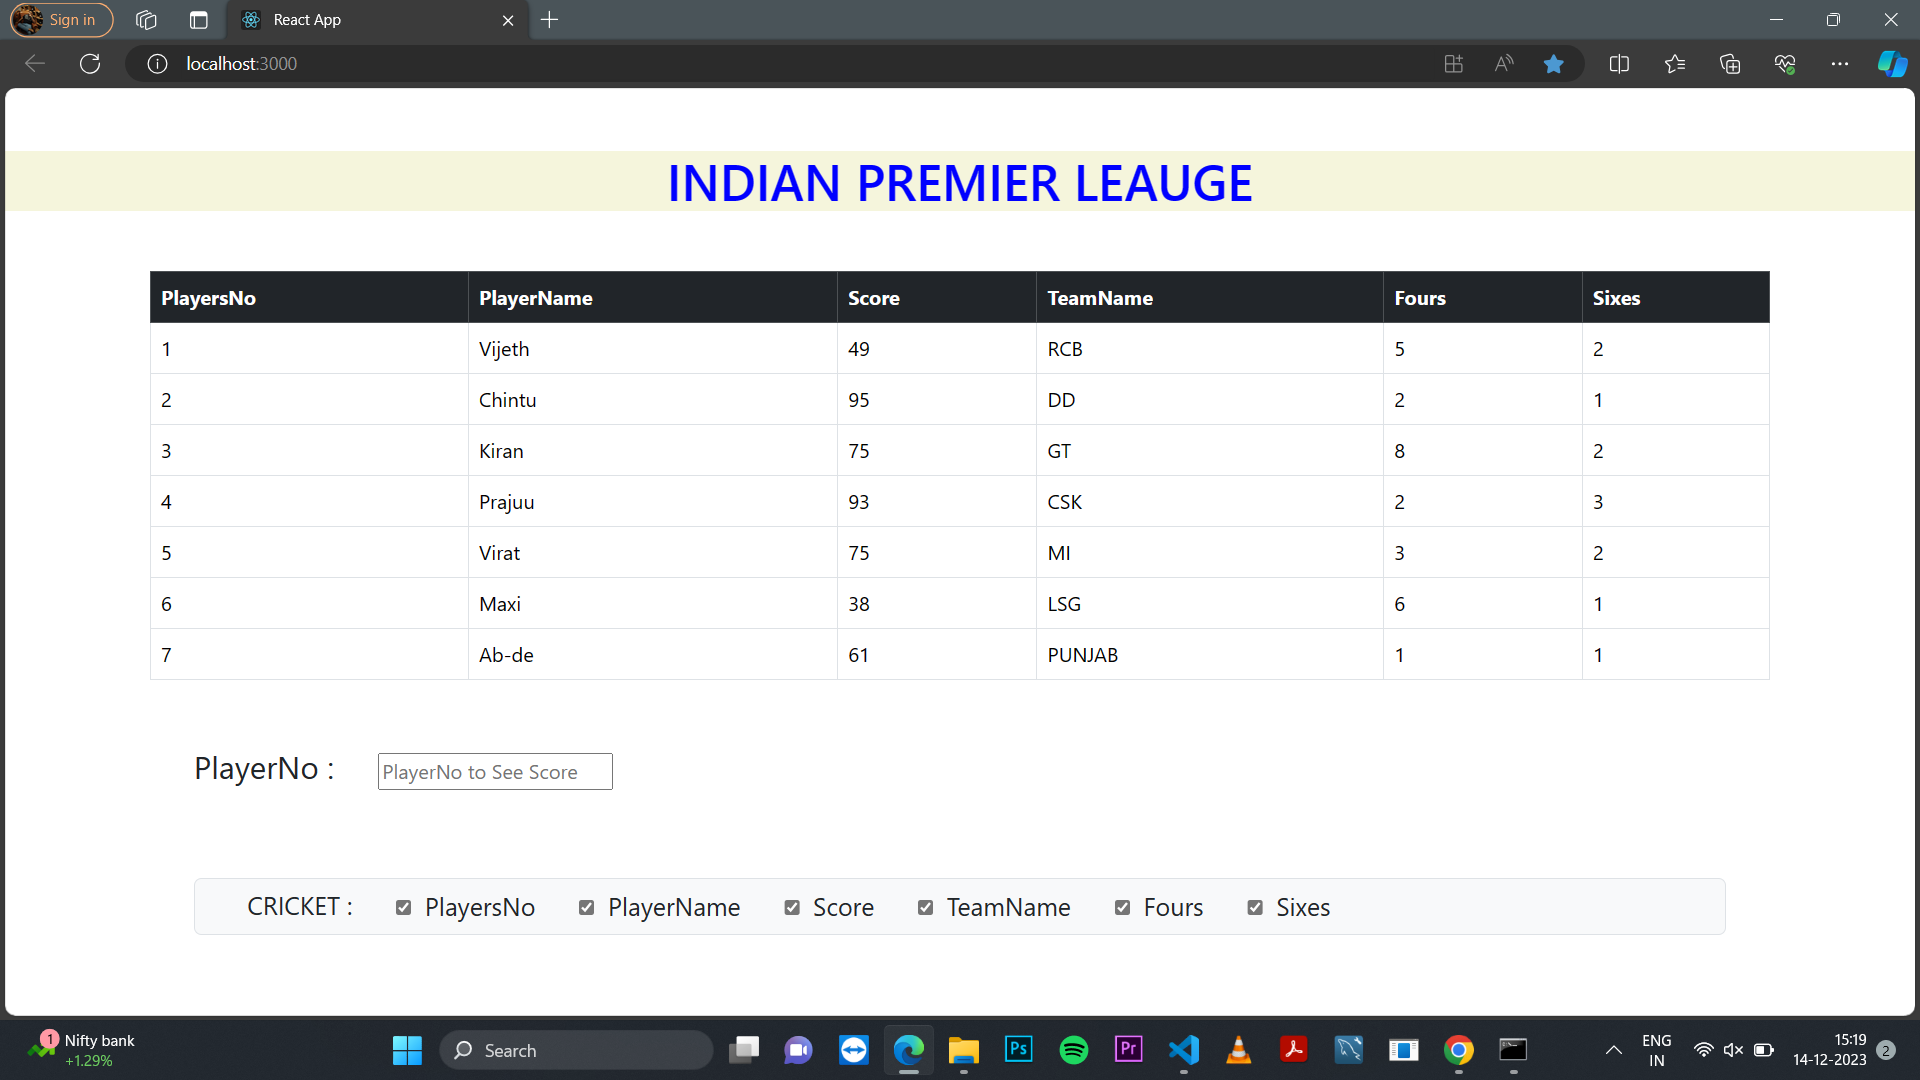 Sign in
React App
localhost:3000
INDIAN PREMIER LEAUGE
PlayersNo PlayerName Score TeamName Fours Sixes
1 Vijeth 49 RCB 5 2
2 Chintu 95 DD 2 1
3 Kiran 75 GT 8 2
4 Prajuu 93 CSK 2 3
5 Virat 75 MI 3 2
6 Maxi 38 LSG 6 1
7 Ab-de 61 PUNJAB 1 1
PlayerNo : PlayerNo to See Score
CRICKET : PlayersNo PlayerName Score TeamName Fours Sixes
1 Nifty bank
+1.29%
Search
Ps
Pr
ENG
IN
15:19
14-12-2023
2